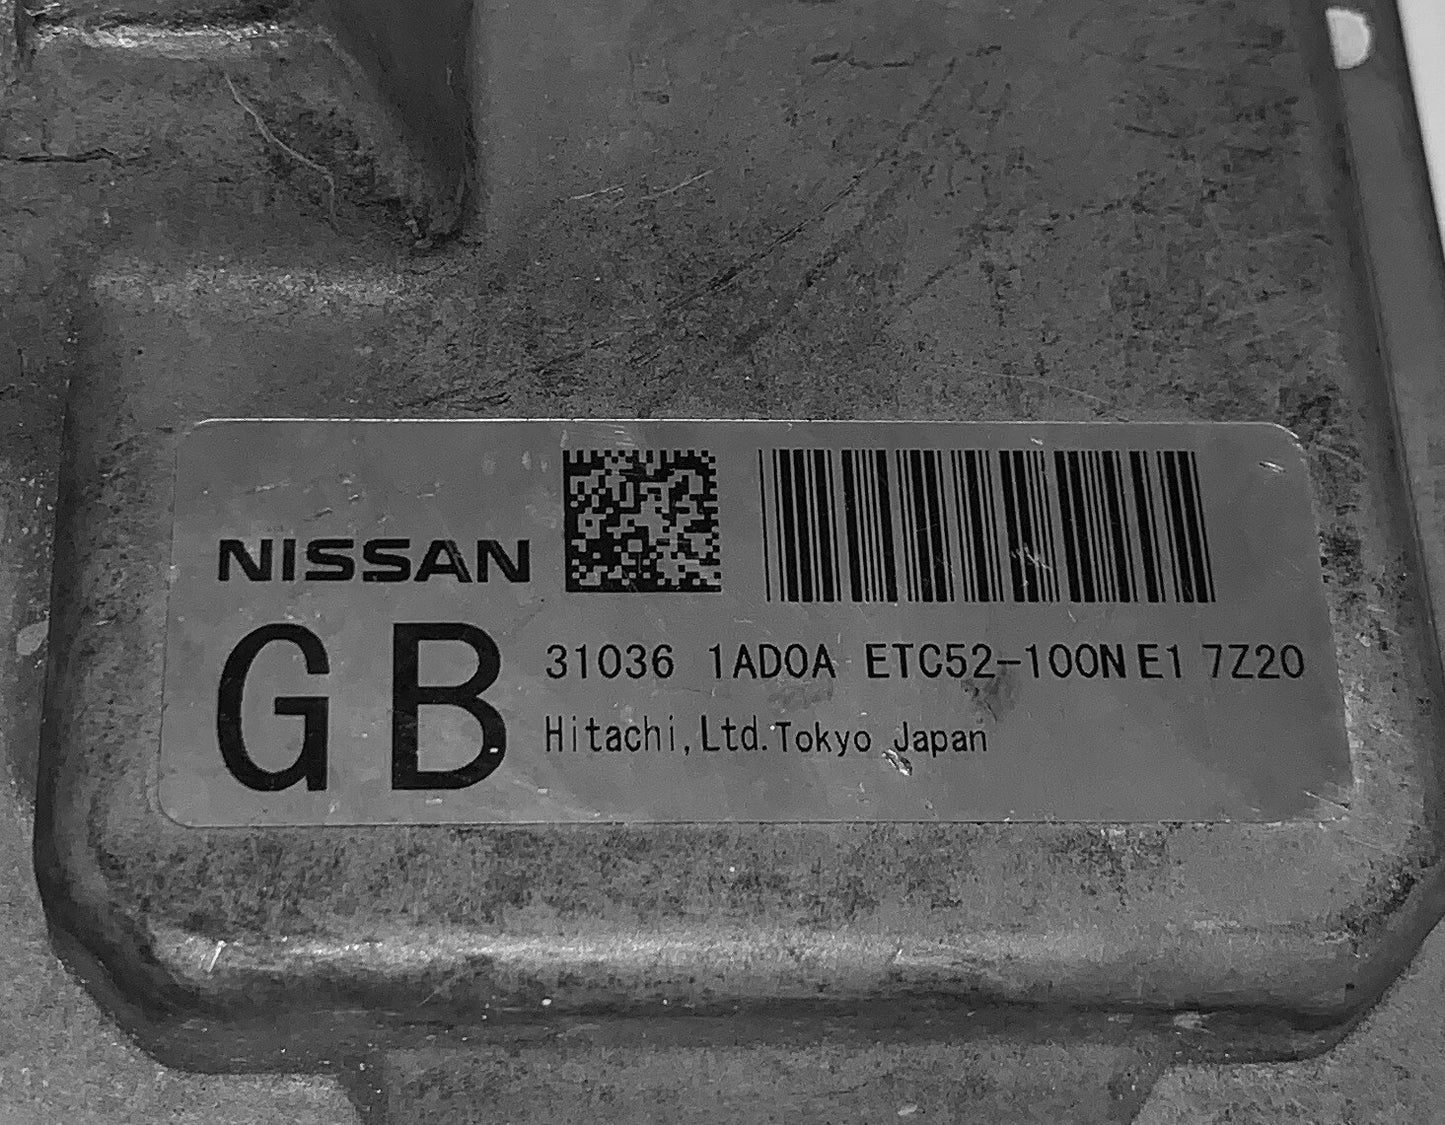 NISSAN
GB
31036 1AD0A ETC52-100N E1 7Z20
Hitachi,Ltd.Tokyo Japan